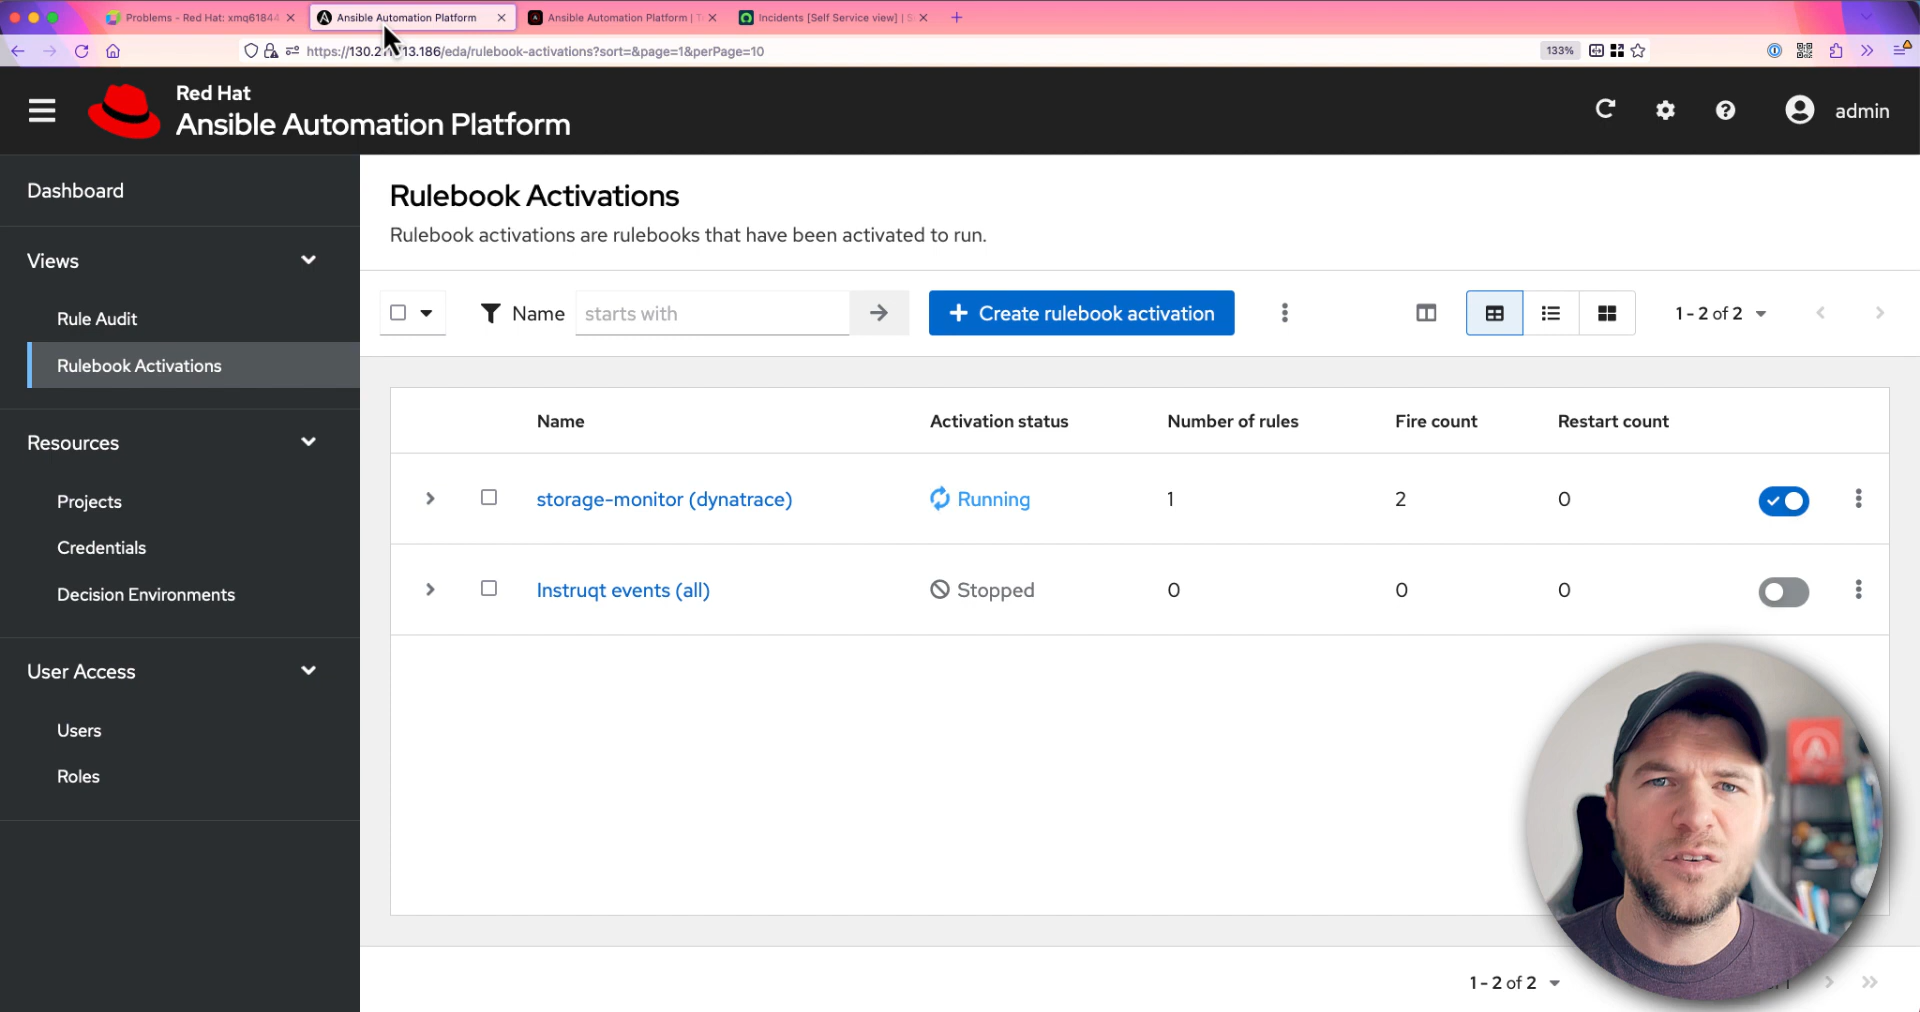 Problems - Red Hat: xmq61844
Ansible Automation Platform
Ansible Automation Platform |
Incidents [Self Service view] |
https://130.2 13.186/eda/rulebook-activations?sort=&page=1&perPage=10
133%
Red Hat
Ansible Automation Platform
admin
Dashboard
Views
Rule Audit
Rulebook Activations
Resources
Projects
Credentials
Decision Environments
User Access
Users
Roles
Rulebook Activations
Rulebook activations are rulebooks that have been activated to run.
Name
starts with
Create rulebook activation
1 - 2 of 2
Name Activation status Number of rules Fire count Restart count
storage-monitor (dynatrace) Running 1 2 0
Instruqt events (all) Stopped 0 0 0
1 - 2 of 2